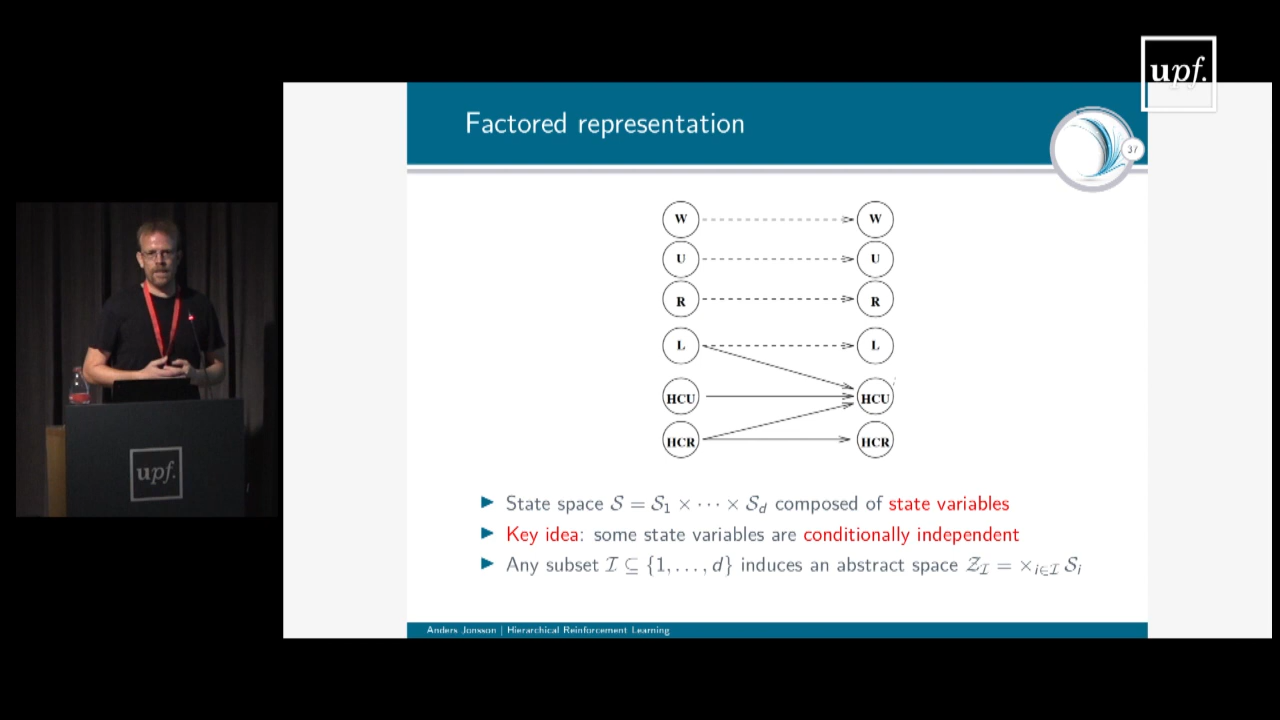 upf.
Factored representation
37
W
W
U
U
R
R
L
L
HCU
HCU
HCR
HCR
State space 𝒮 = 𝒮₁ × ⋯ × 𝒮_d composed of state variables
Key idea: some state variables are conditionally independent
Any subset ℐ ⊆ {1, . . . , d} induces an abstract space 𝒵_ℐ = ×_{i∈ℐ} 𝒮_i
Anders Jonsson | Hierarchical Reinforcement Learning
upf.